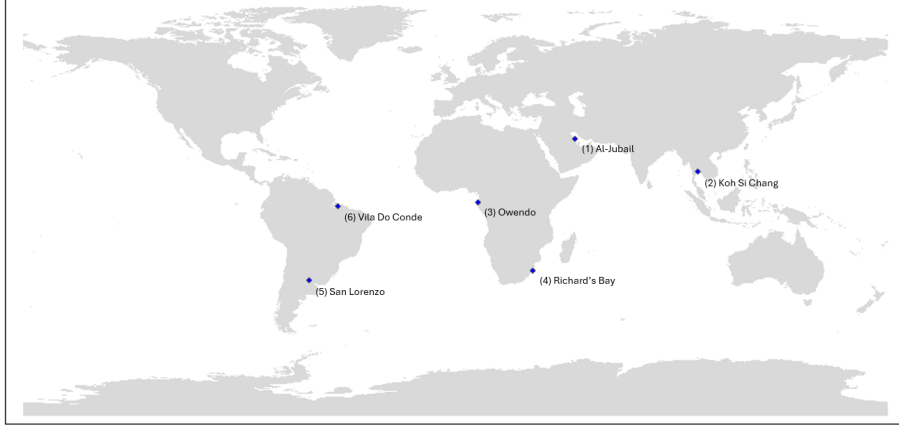 (1) Al-Jubail
(2) Koh Si Chang
(3) Owendo
(6) Vila Do Conde
(4) Richard's Bay
(5) San Lorenzo